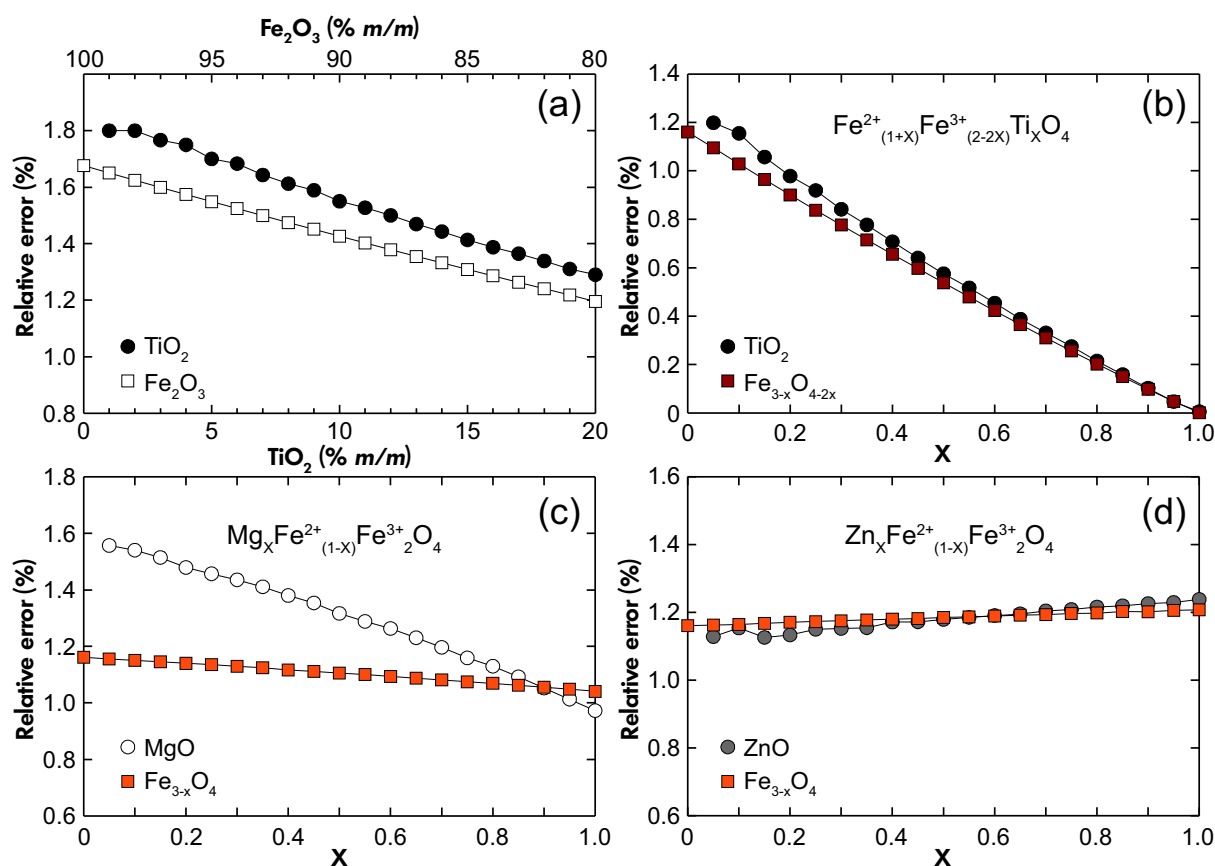 Fe₂O₃ (% m/m)
100 95 90 85 80
(a)
Relative error (%)
1.8
1.6
1.4
1.2
1.0
0.8
TiO₂
Fe₂O₃
0 5 10 15 20
TiO₂ (% m/m)
(b)
Fe²⁺₍₁₊X₎Fe³⁺₍₂₋₂X₎TiXO₄
Relative error (%)
1.4
1.2
1.0
0.8
0.6
0.4
0.2
0
TiO₂
Fe₃₋ₓO₄₋₂ₓ
0 0.2 0.4 0.6 0.8 1.0
X
(c)
MgXFe²⁺₍₁₋X₎Fe³⁺₂O₄
Relative error (%)
1.8
1.6
1.4
1.2
1.0
0.8
0.6
MgO
Fe₃₋ₓO₄
0 0.2 0.4 0.6 0.8 1.0
X
(d)
ZnXFe²⁺₍₁₋X₎Fe³⁺₂O₄
Relative error (%)
1.6
1.4
1.2
1.0
0.8
0.6
ZnO
Fe₃₋ₓO₄
0 0.2 0.4 0.6 0.8 1.0
X